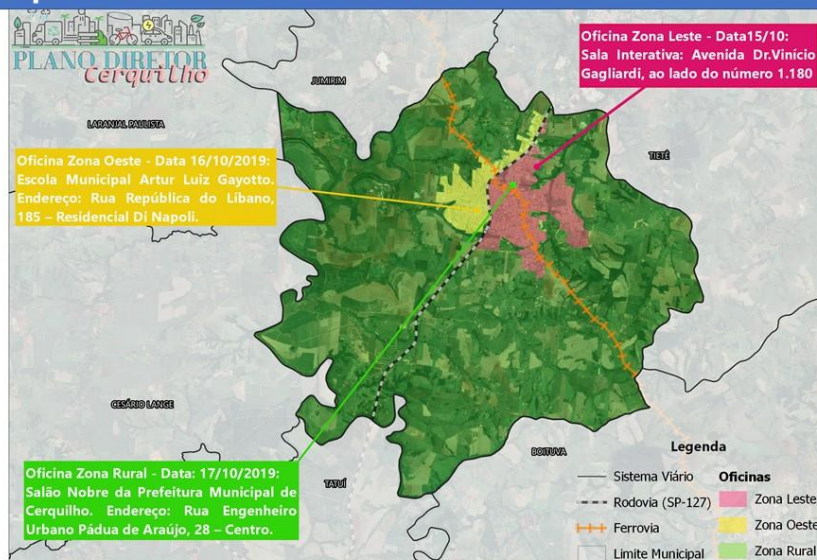 PLANO DIRETOR
Cerquilho
Oficina Zona Leste - Data15/10:
Sala Interativa: Avenida Dr.Vinício
Gagliardi, ao lado do número 1.180
JUMIRIM
LARANJAL PAULISTA
TIETÊ
Oficina Zona Oeste - Data 16/10/2019:
Escola Municipal Artur Luiz Gayotto.
Endereço: Rua República do Líbano,
185 – Residencial Di Napoli.
CESÁRIO LANGE
BOITUVA
TATUÍ
Oficina Zona Rural - Data: 17/10/2019:
Salão Nobre da Prefeitura Municipal de
Cerquilho. Endereço: Rua Engenheiro
Urbano Pádua de Araújo, 28 – Centro.
Legenda
Sistema Viário
Rodovia (SP-127)
Ferrovia
Limite Municipal
Oficinas
Zona Leste
Zona Oeste
Zona Rural